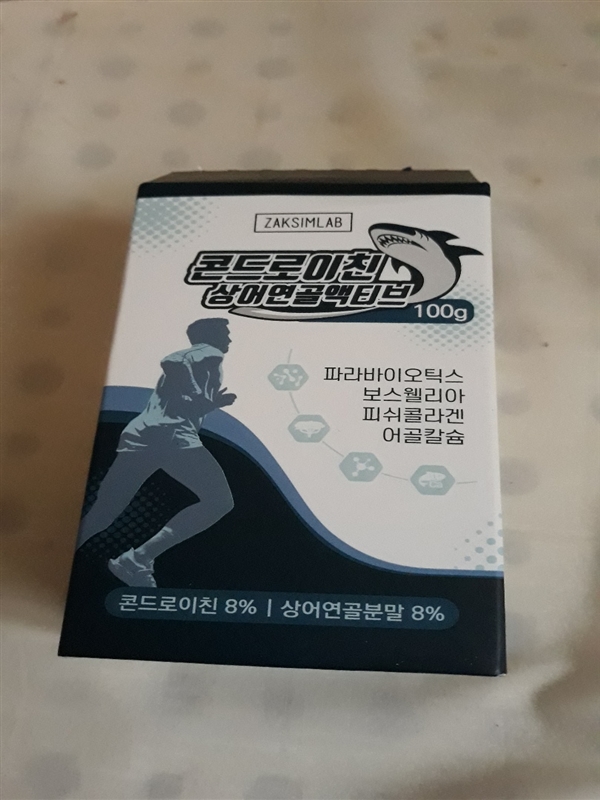 ZAKSIMLAB
콘드로이친
상어연골액티브
100g
파라바이오틱스
보스웰리아
피쉬콜라겐
어골칼슘
콘드로이친 8% | 상어연골분말 8%